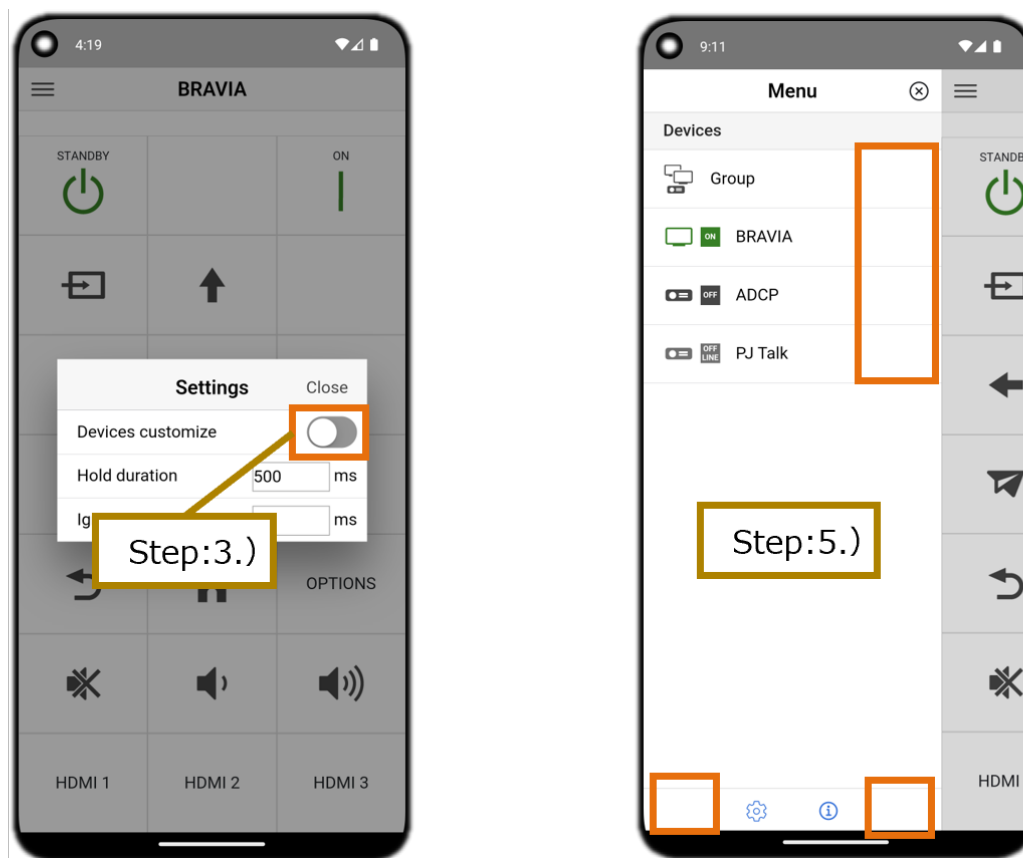 4:19
BRAVIA
STANDBY
ON
Settings
Close
Devices customize
Hold duration
500
ms
Ig
ms
Step:3.)
OPTIONS
HDMI 1
HDMI 2
HDMI 3
9:11
Menu
Devices
Group
ON
BRAVIA
OFF
ADCP
OFF
LINE
PJ Talk
Step:5.)
STANDB
HDMI